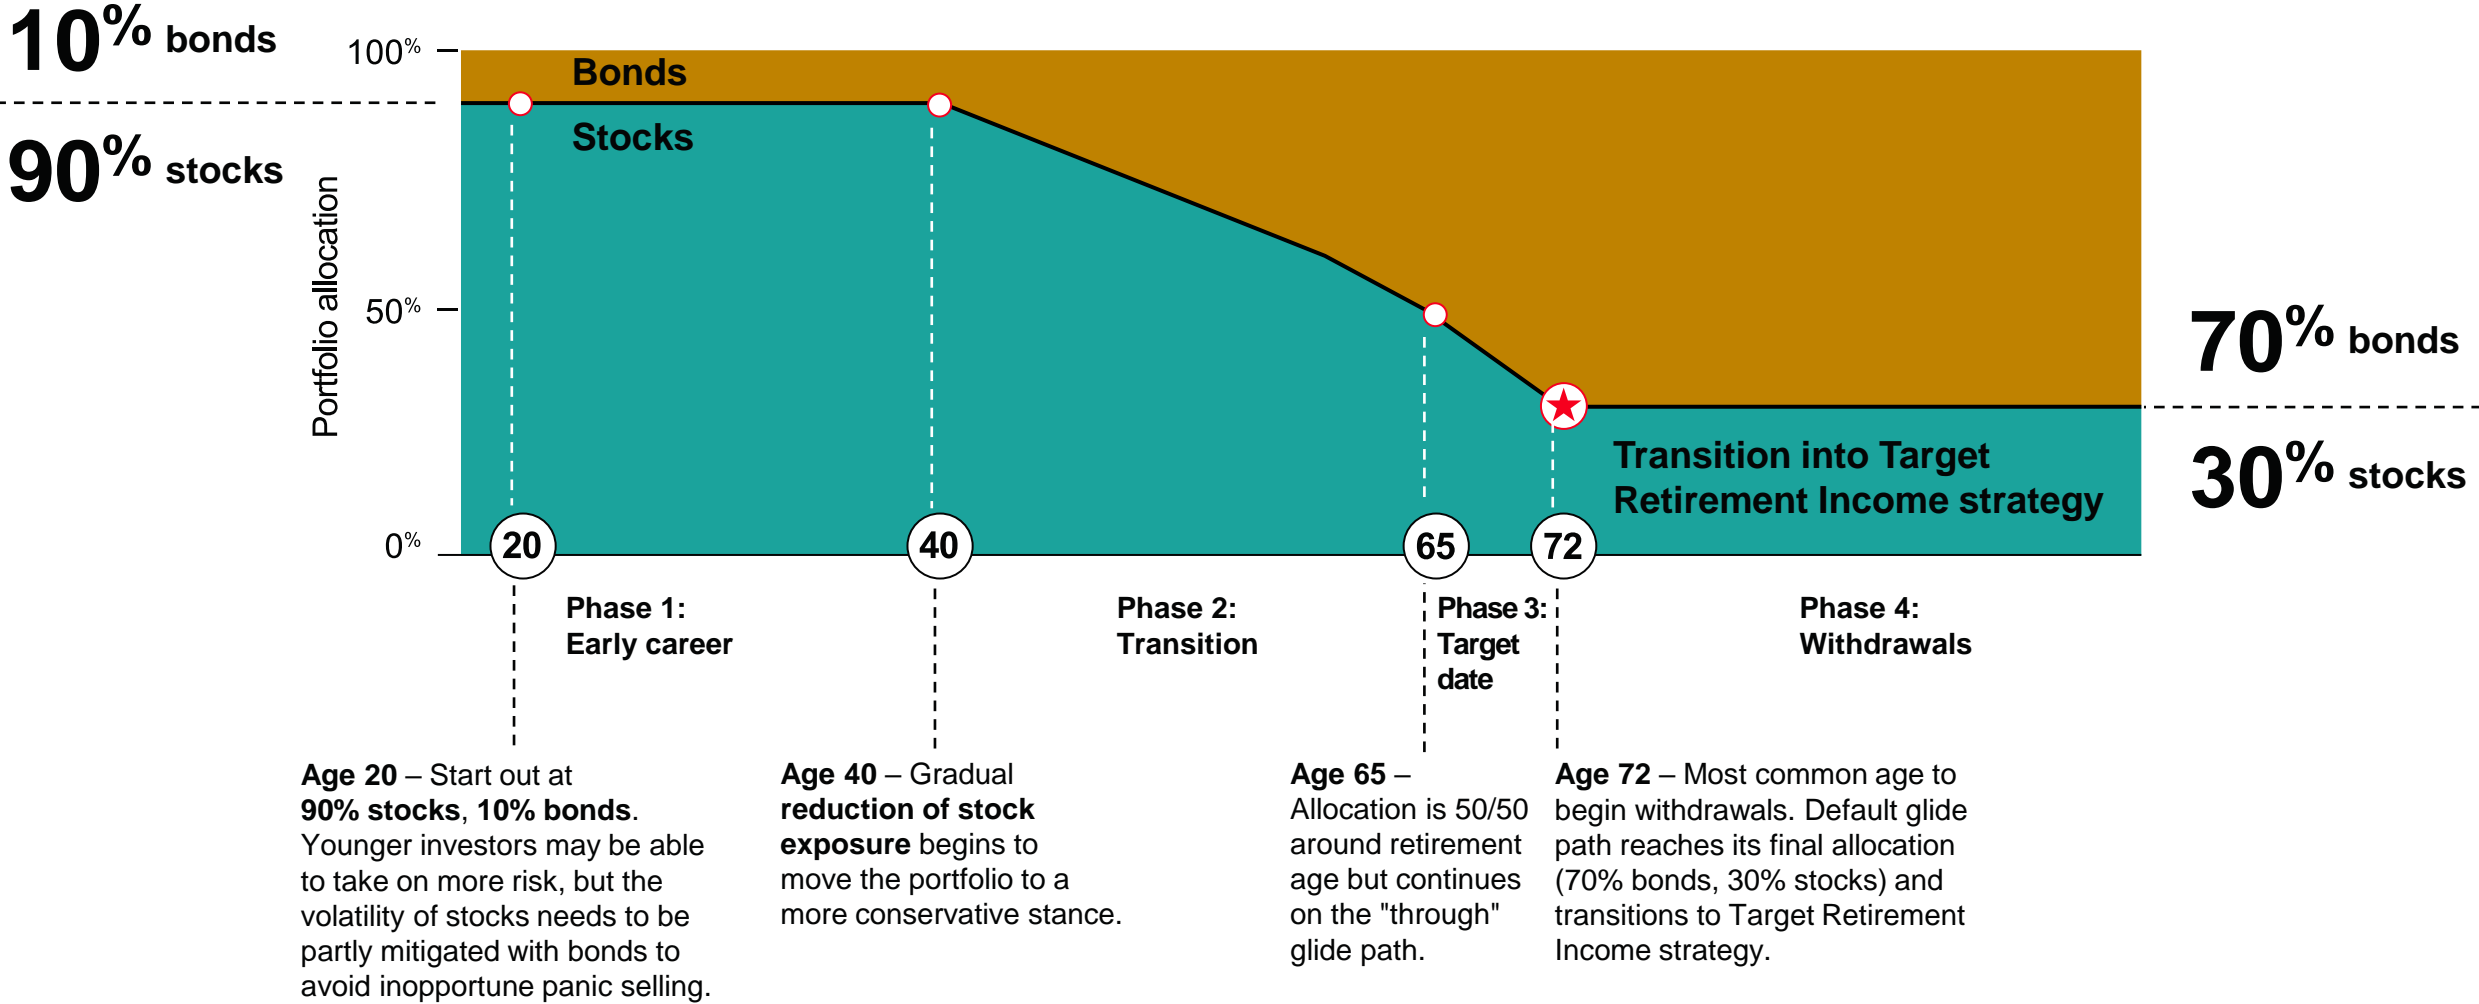 10% bonds
90% stocks
Portfolio allocation
100%
50%
0%
Bonds
Stocks
Transition into Target
Retirement Income strategy
70% bonds
30% stocks
20
40
65
72
Phase 1:
Early career
Phase 2:
Transition
Phase 3:
Target
date
Phase 4:
Withdrawals
Age 20 – Start out at
90% stocks, 10% bonds.
Younger investors may be able
to take on more risk, but the
volatility of stocks needs to be
partly mitigated with bonds to
avoid inopportune panic selling.
Age 40 – Gradual
reduction of stock
exposure begins to
move the portfolio to a
more conservative stance.
Age 65 –
Allocation is 50/50
around retirement
age but continues
on the "through"
glide path.
Age 72 – Most common age to
begin withdrawals. Default glide
path reaches its final allocation
(70% bonds, 30% stocks) and
transitions to Target Retirement
Income strategy.